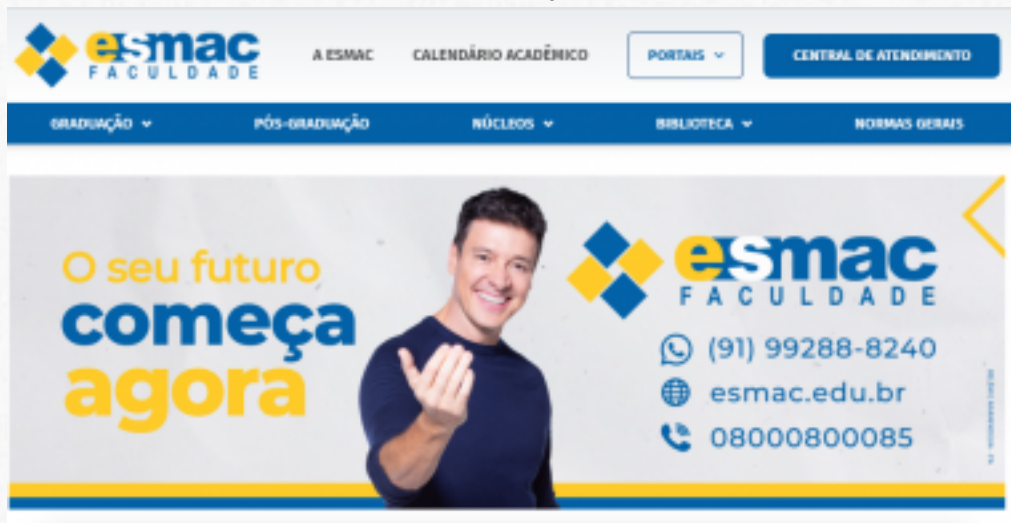 esmac
FACULDADE
A ESMAC
CALENDÁRIO ACADÊMICO
PORTAIS
CENTRAL DE ATENDIMENTO
GRADUAÇÃO
PÓS-GRADUAÇÃO
NÚCLEOS
BIBLIOTECA
NORMAS GERAIS
O seu futuro
começa
agora
esmac
FACULDADE
(91) 99288-8240
esmac.edu.br
08000800085